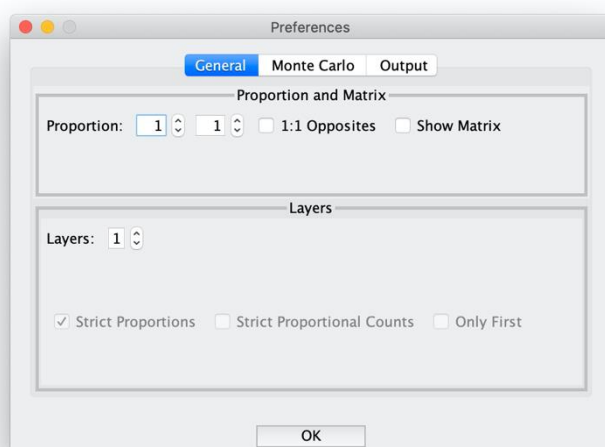 Preferences
General Monte Carlo Output
Proportion and Matrix
Proportion: 1 1 1:1 Opposites Show Matrix
Layers
Layers: 1
Strict Proportions Strict Proportional Counts Only First
OK